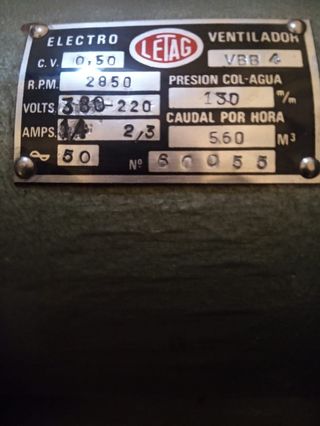 ELECTRO LETAG VENTILADOR
C.V. 0,50 VBB 4
R.P.M. 2850 PRESION COL-AGUA
VOLTS. 380-220 130 m/m
AMPS. 2,3 CAUDAL POR HORA
560 M³
50 Nº 60955